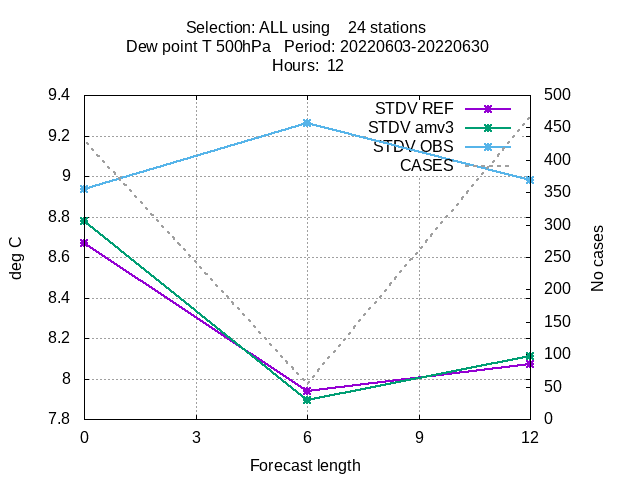 Selection: ALL using 24 stations
Dew point T 500hPa Period: 20220603-20220630
Hours: 12
STDV REF
STDV amv3
STDV OBS
CASES
deg C
9.4
9.2
9
8.8
8.6
8.4
8.2
8
7.8
No cases
500
450
400
350
300
250
200
150
100
50
0
0 3 6 9 12
Forecast length